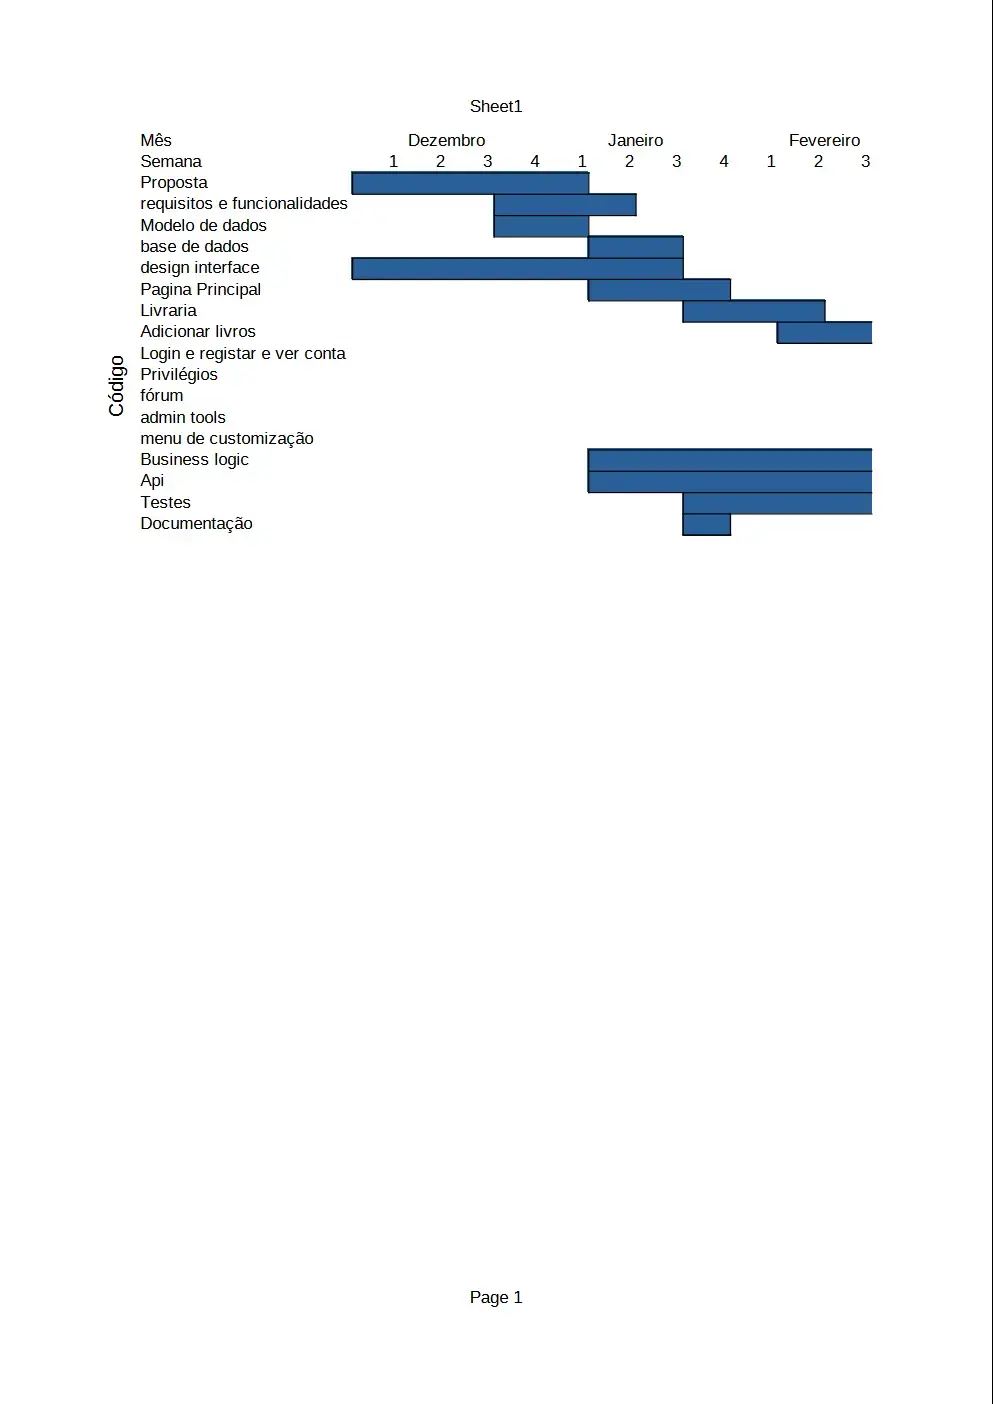 Sheet1
Mês Dezembro Janeiro Fevereiro
Semana 1 2 3 4 1 2 3 4 1 2 3
Proposta
requisitos e funcionalidades
Modelo de dados
base de dados
design interface
Pagina Principal
Livraria
Adicionar livros
Login e registar e ver conta
Código
Privilégios
fórum
admin tools
menu de customização
Business logic
Api
Testes
Documentação
Page 1